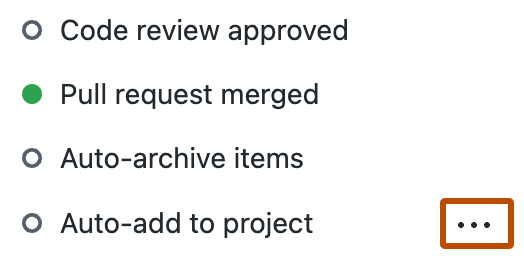 Code review approved
Pull request merged
Auto-archive items
Auto-add to project ...